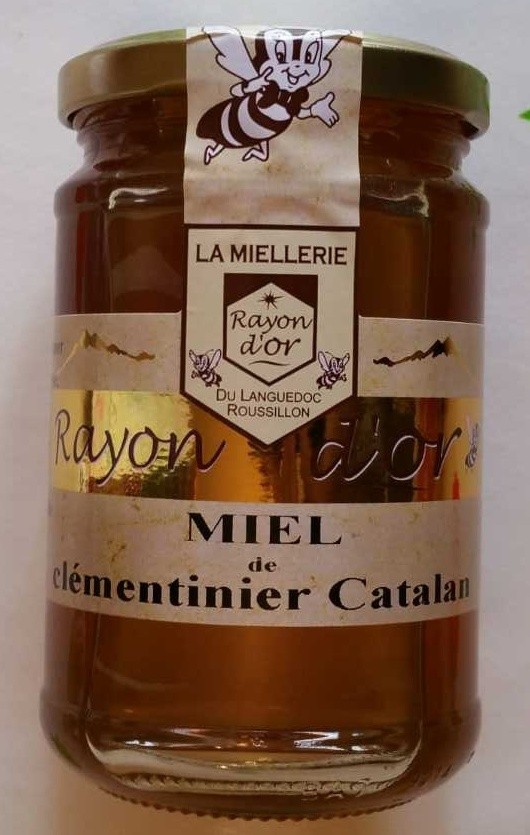 LA MIELLERIE
Rayon
d'or
DU LANGUEDOC
ROUSSILLON
Rayon d'or
MIEL
de
clémentinier Catalan